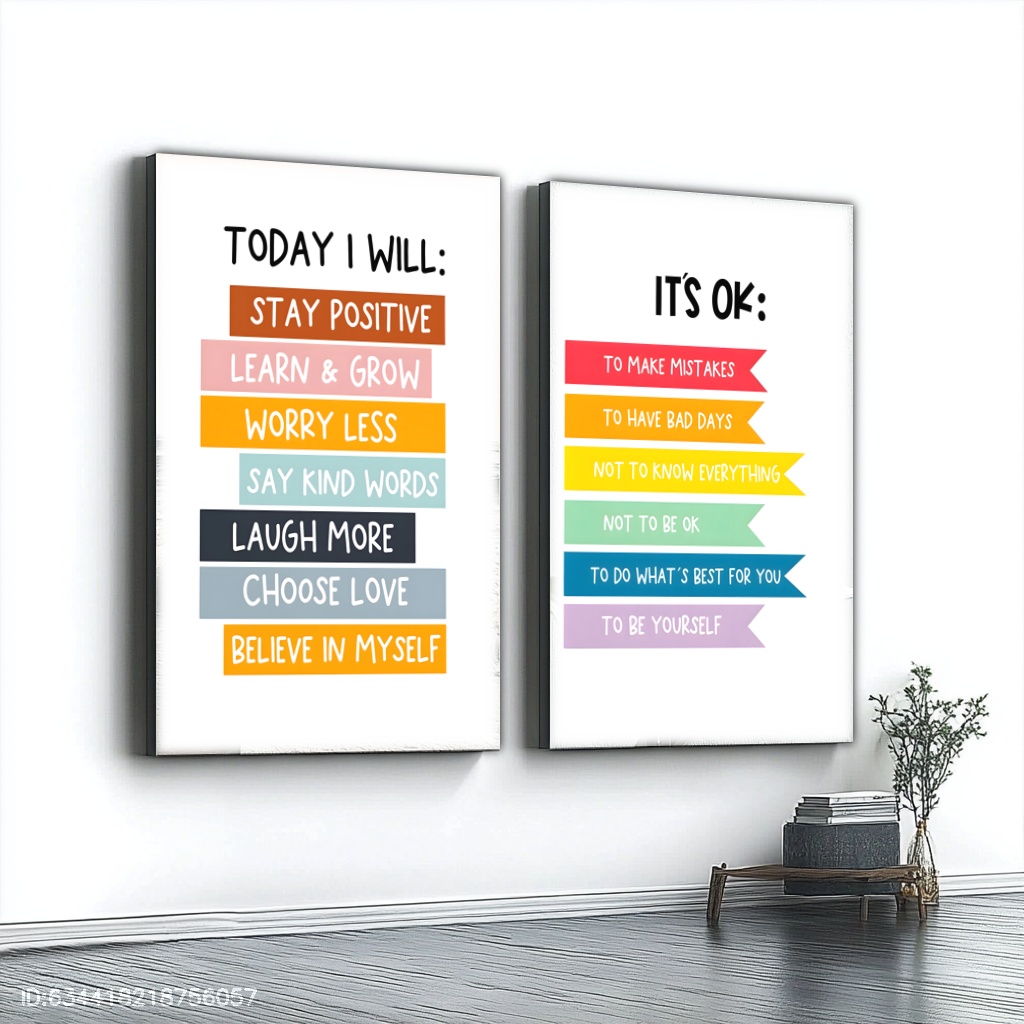 TODAY I WILL:
STAY POSITIVE
LEARN & GROW
WORRY LESS
SAY KIND WORDS
LAUGH MORE
CHOOSE LOVE
BELIEVE IN MYSELF
IT'S OK:
TO MAKE MISTAKES
TO HAVE BAD DAYS
NOT TO KNOW EVERYTHING
NOT TO BE OK
TO DO WHAT'S BEST FOR YOU
TO BE YOURSELF
ID:634418218756057